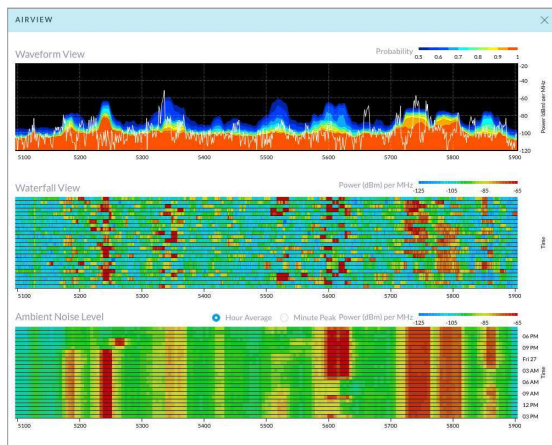 AIRVIEW
Waveform View
Probability
0.5 0.6 0.7 0.8 0.9 1
-20
-40
-60
-80
-100
-120
Power (dBm) per MHz
5100 5200 5300 5400 5500 5600 5700 5800 5900
Waterfall View
Power (dBm) per MHz
-125 -105 -85 -65
Time
5100 5200 5300 5400 5500 5600 5700 5800 5900
Ambient Noise Level
Hour Average
Minute Peak
Power (dBm) per MHz
-125 -105 -85 -65
06 PM
09 PM
Fri 27
03 AM
06 AM
09 AM
12 PM
03 PM
Time
5100 5200 5300 5400 5500 5600 5700 5800 5900